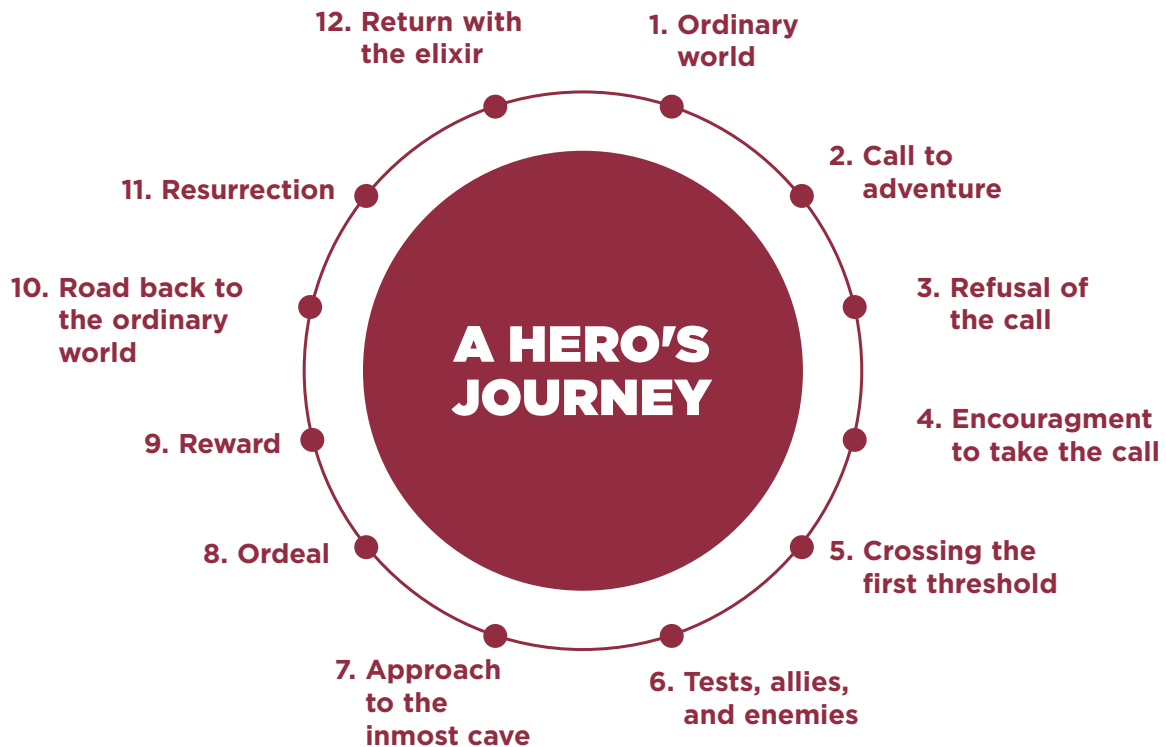 A HERO'S
JOURNEY
1. Ordinary
world
2. Call to
adventure
3. Refusal of
the call
4. Encouragment
to take the call
5. Crossing the
first threshold
6. Tests, allies,
and enemies
7. Approach
to the
inmost cave
8. Ordeal
9. Reward
10. Road back to
the ordinary
world
11. Resurrection
12. Return with
the elixir